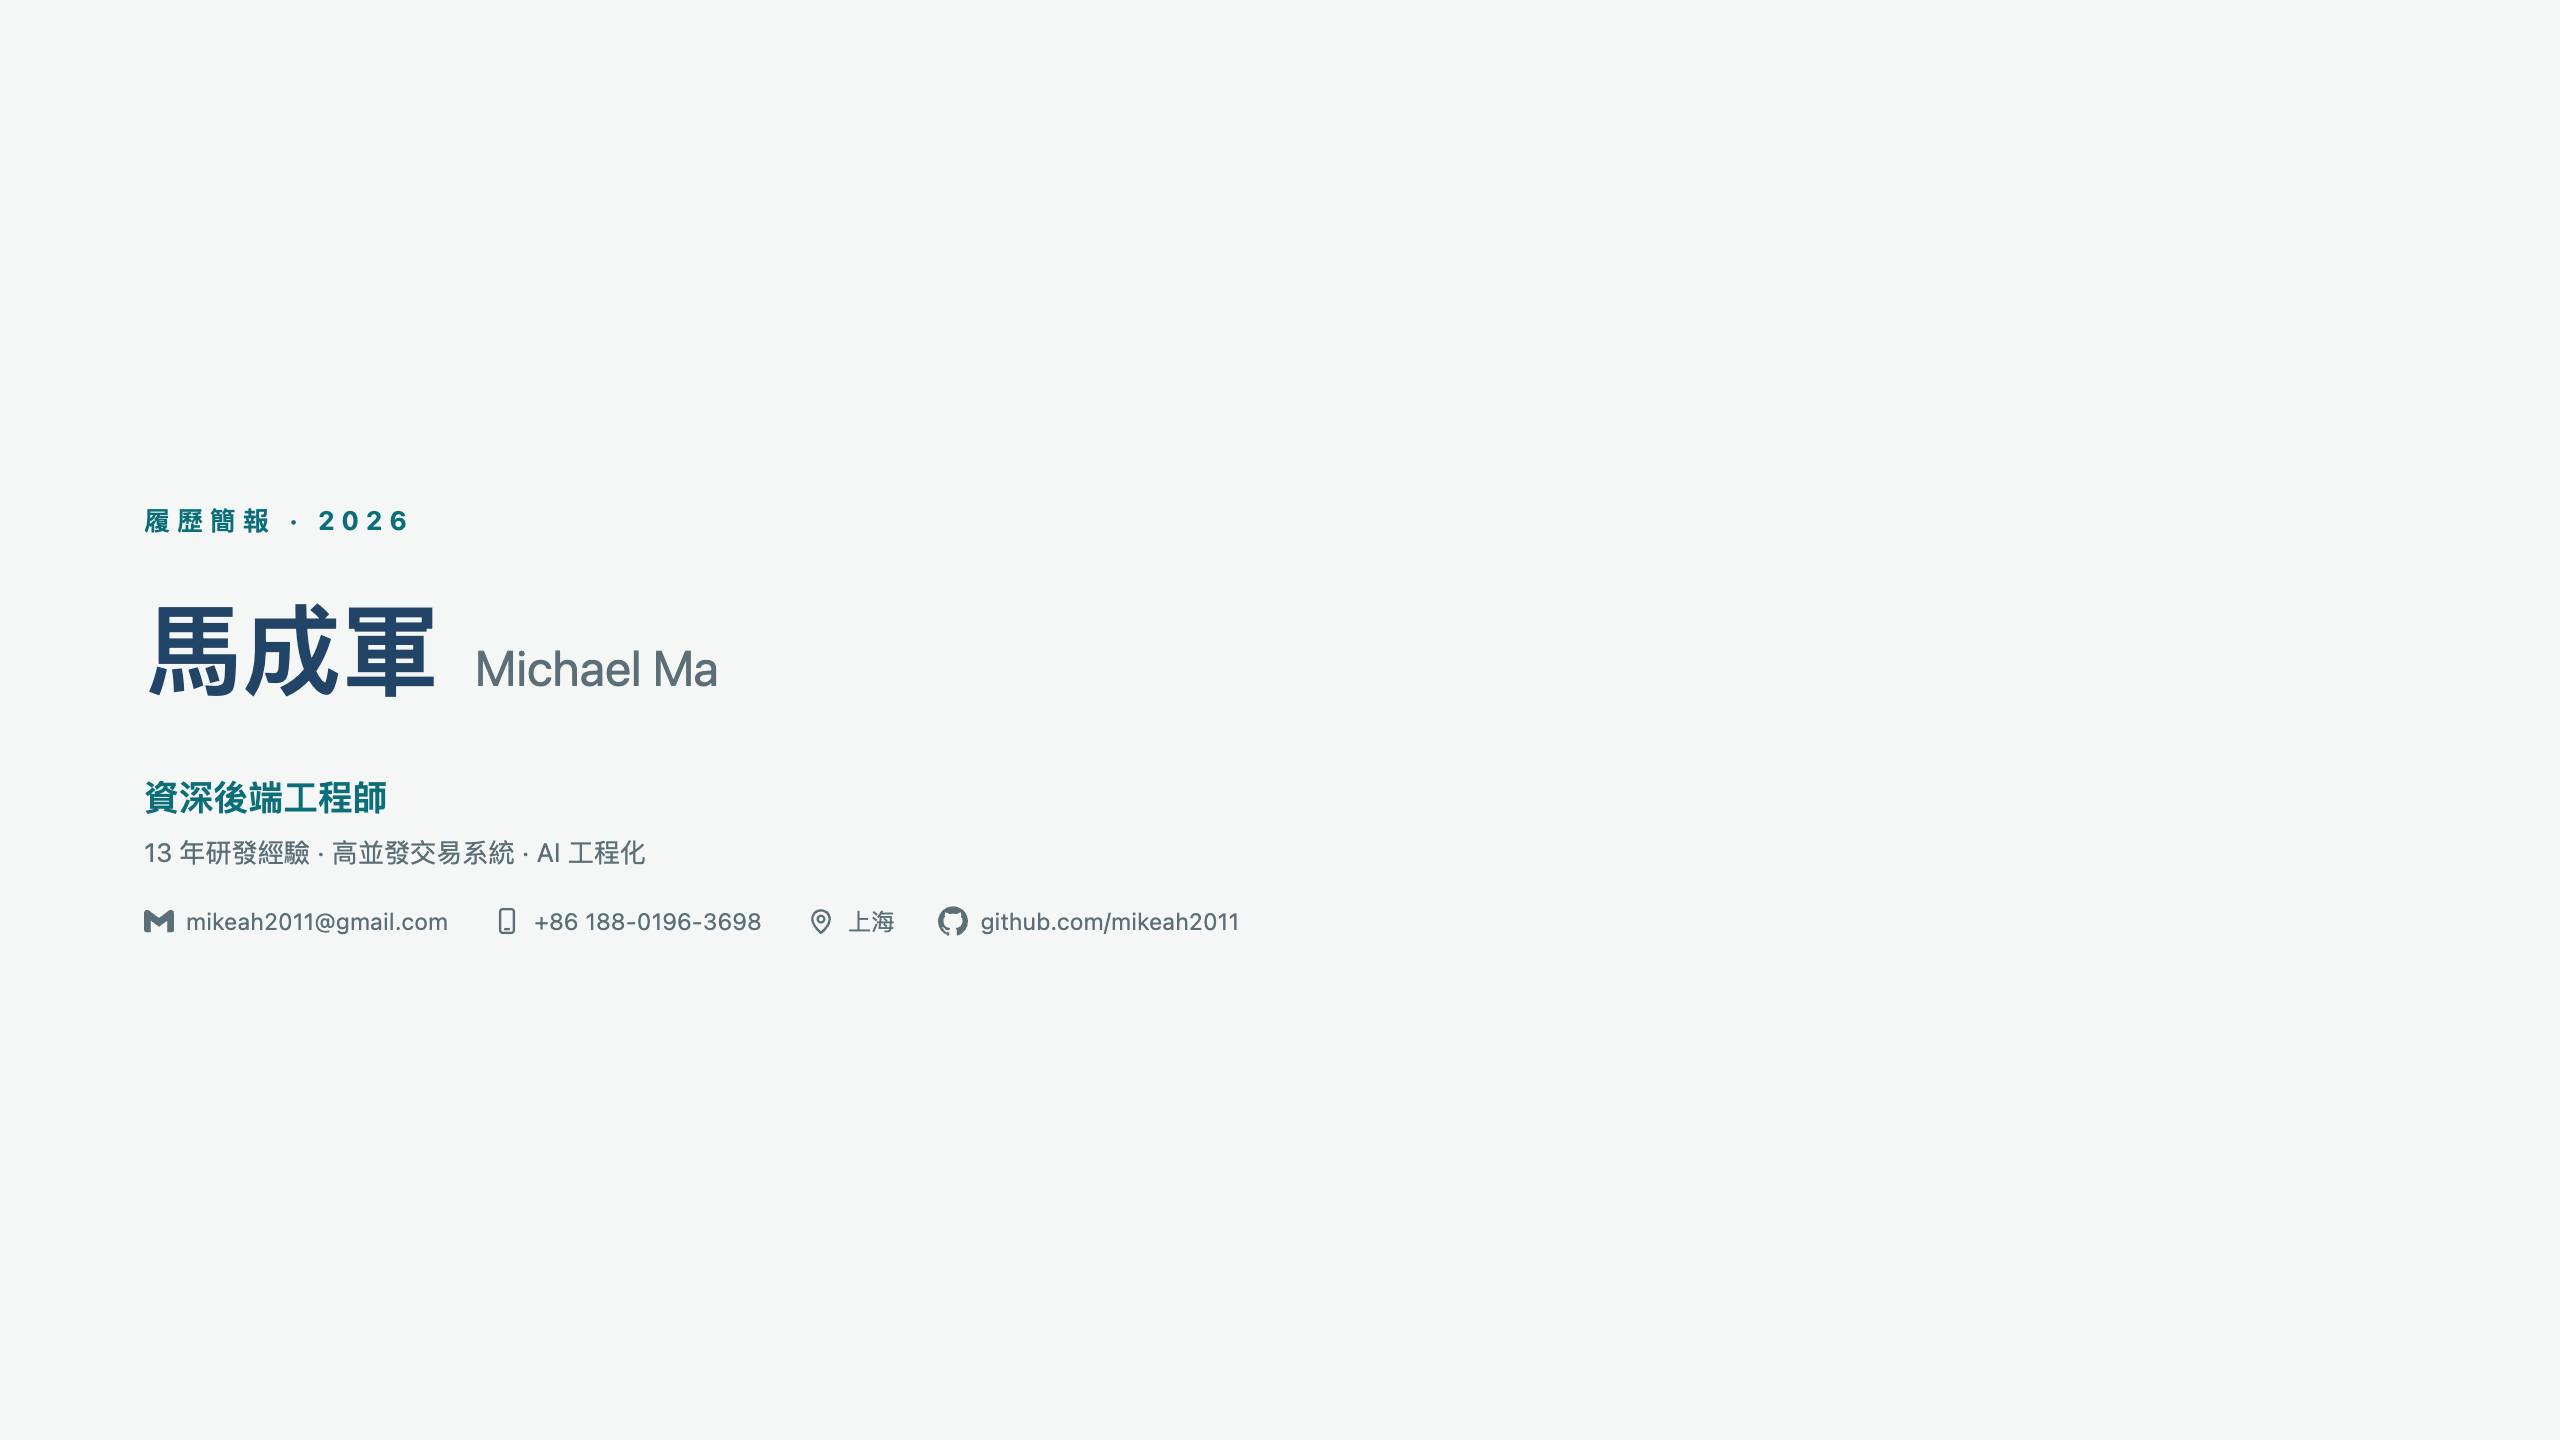 履歷簡報 · 2026
馬成軍 Michael Ma
資深後端工程師
13 年研發經驗 · 高並發交易系統 · AI 工程化
mikeah2011@gmail.com +86 188-0196-3698 上海 github.com/mikeah2011